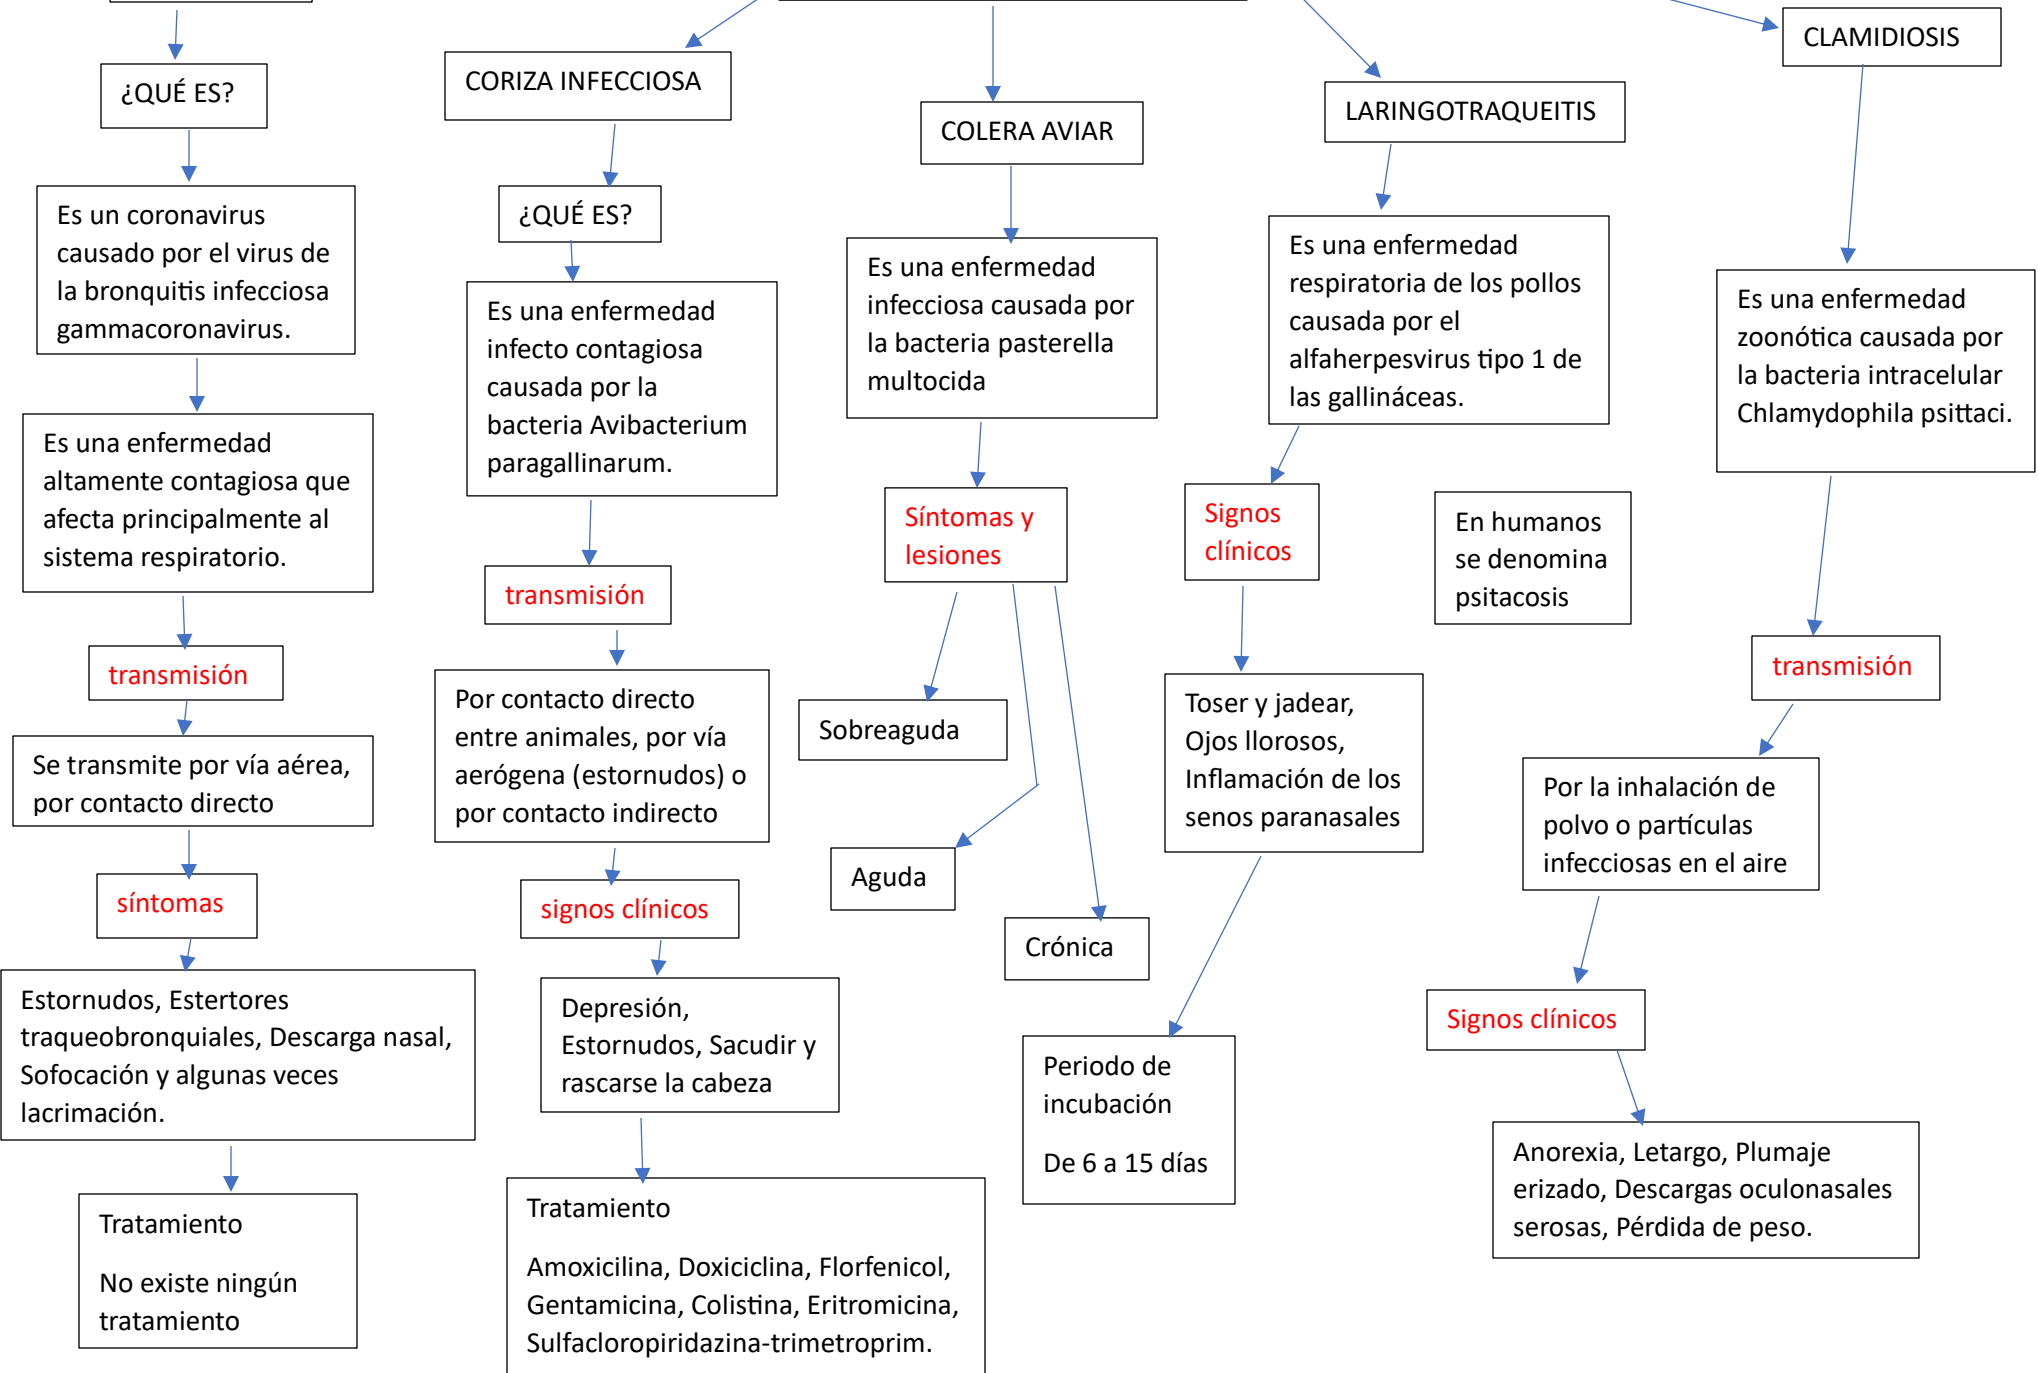 ¿QUÉ ES?
Es un coronavirus
causado por el virus de
la bronquitis infecciosa
gammacoronavirus.
Es una enfermedad
altamente contagiosa que
afecta principalmente al
sistema respiratorio.
transmisión
Se transmite por vía aérea,
por contacto directo
síntomas
Estornudos, Estertores
traqueobronquiales, Descarga nasal,
Sofocación y algunas veces
lacrimación.
Tratamiento
No existe ningún
tratamiento
CORIZA INFECCIOSA
¿QUÉ ES?
Es una enfermedad
infecto contagiosa
causada por la
bacteria Avibacterium
paragallinarum.
transmisión
Por contacto directo
entre animales, por vía
aerógena (estornudos) o
por contacto indirecto
signos clínicos
Depresión,
Estornudos, Sacudir y
rascarse la cabeza
Tratamiento
Amoxicilina, Doxiciclina, Florfenicol,
Gentamicina, Colistina, Eritromicina,
Sulfacloropiridazina-trimetroprim.
COLERA AVIAR
Es una enfermedad
infecciosa causada por
la bacteria pasterella
multocida
Síntomas y
lesiones
Sobreaguda
Aguda
Crónica
LARINGOTRAQUEITIS
Es una enfermedad
respiratoria de los pollos
causada por el
alfaherpesvirus tipo 1 de
las gallináceas.
Signos
clínicos
Toser y jadear,
Ojos llorosos,
Inflamación de los
senos paranasales
Periodo de
incubación
De 6 a 15 días
CLAMIDIOSIS
Es una enfermedad
zoonótica causada por
la bacteria intracelular
Chlamydophila psittaci.
En humanos
se denomina
psitacosis
transmisión
Por la inhalación de
polvo o partículas
infecciosas en el aire
Signos clínicos
Anorexia, Letargo, Plumaje
erizado, Descargas oculonasales
serosas, Pérdida de peso.